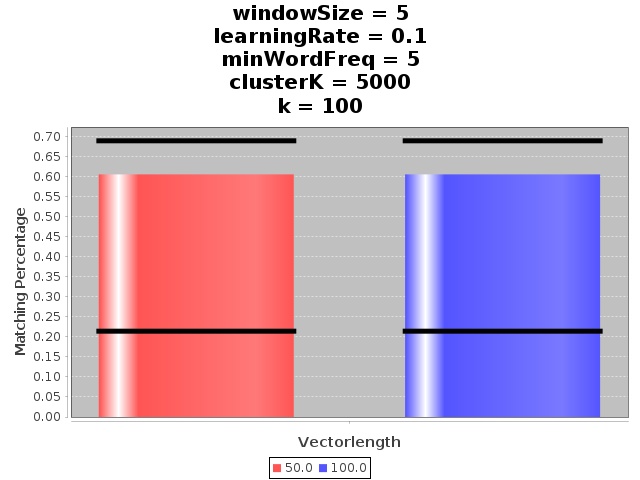 windowSize = 5
learningRate = 0.1
minWordFreq = 5
clusterK = 5000
k = 100
0.70
0.65
0.60
0.55
0.50
0.45
0.40
0.35
0.30
0.25
0.20
0.15
0.10
0.05
0.00
Matching Percentage
Vectorlength
50.0 100.0